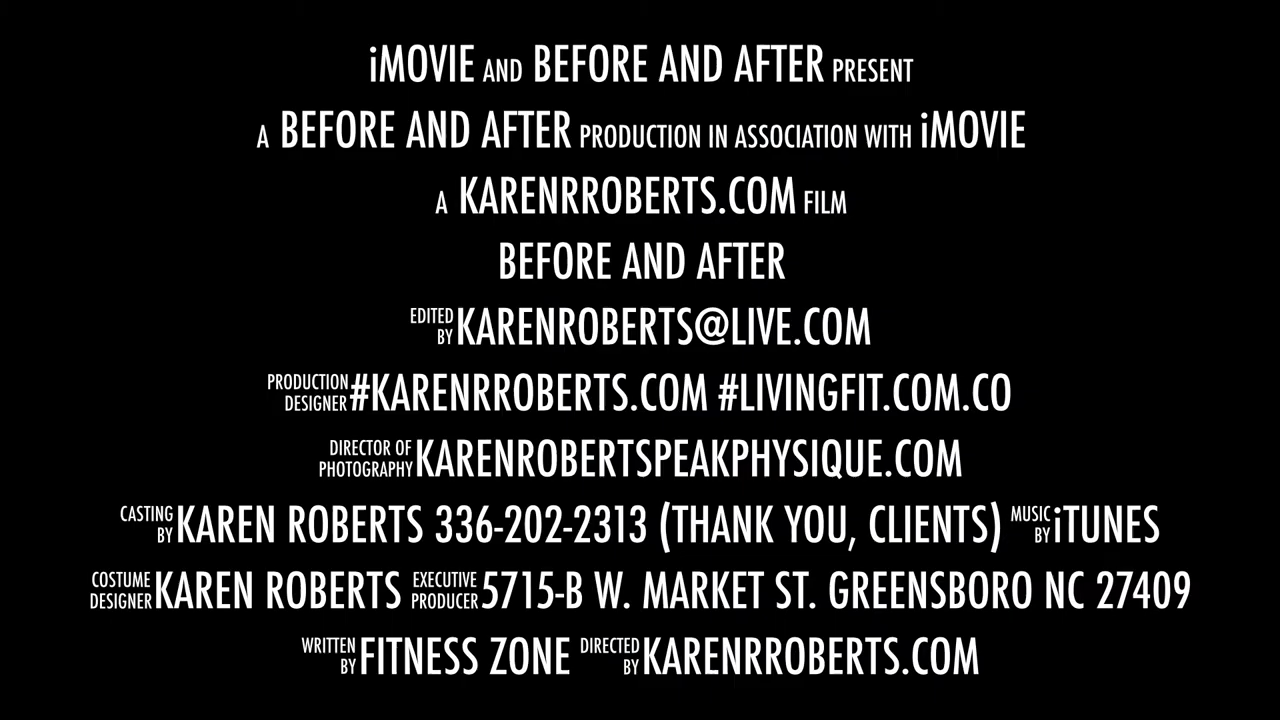 iMOVIE AND BEFORE AND AFTER PRESENT
A BEFORE AND AFTER PRODUCTION IN ASSOCIATION WITH iMOVIE
A KARENRROBERTS.COM FILM
BEFORE AND AFTER
EDITED BY KARENROBERTS@LIVE.COM
PRODUCTION DESIGNER #KARENRROBERTS.COM #LIVINGFIT.COM.CO
DIRECTOR OF PHOTOGRAPHY KARENROBERTSPEAKPHYSIQUE.COM
CASTING BY KAREN ROBERTS 336-202-2313 (THANK YOU, CLIENTS) MUSIC BY iTUNES
COSTUME DESIGNER KAREN ROBERTS EXECUTIVE PRODUCER 5715-B W. MARKET ST. GREENSBORO NC 27409
WRITTEN BY FITNESS ZONE DIRECTED BY KARENRROBERTS.COM